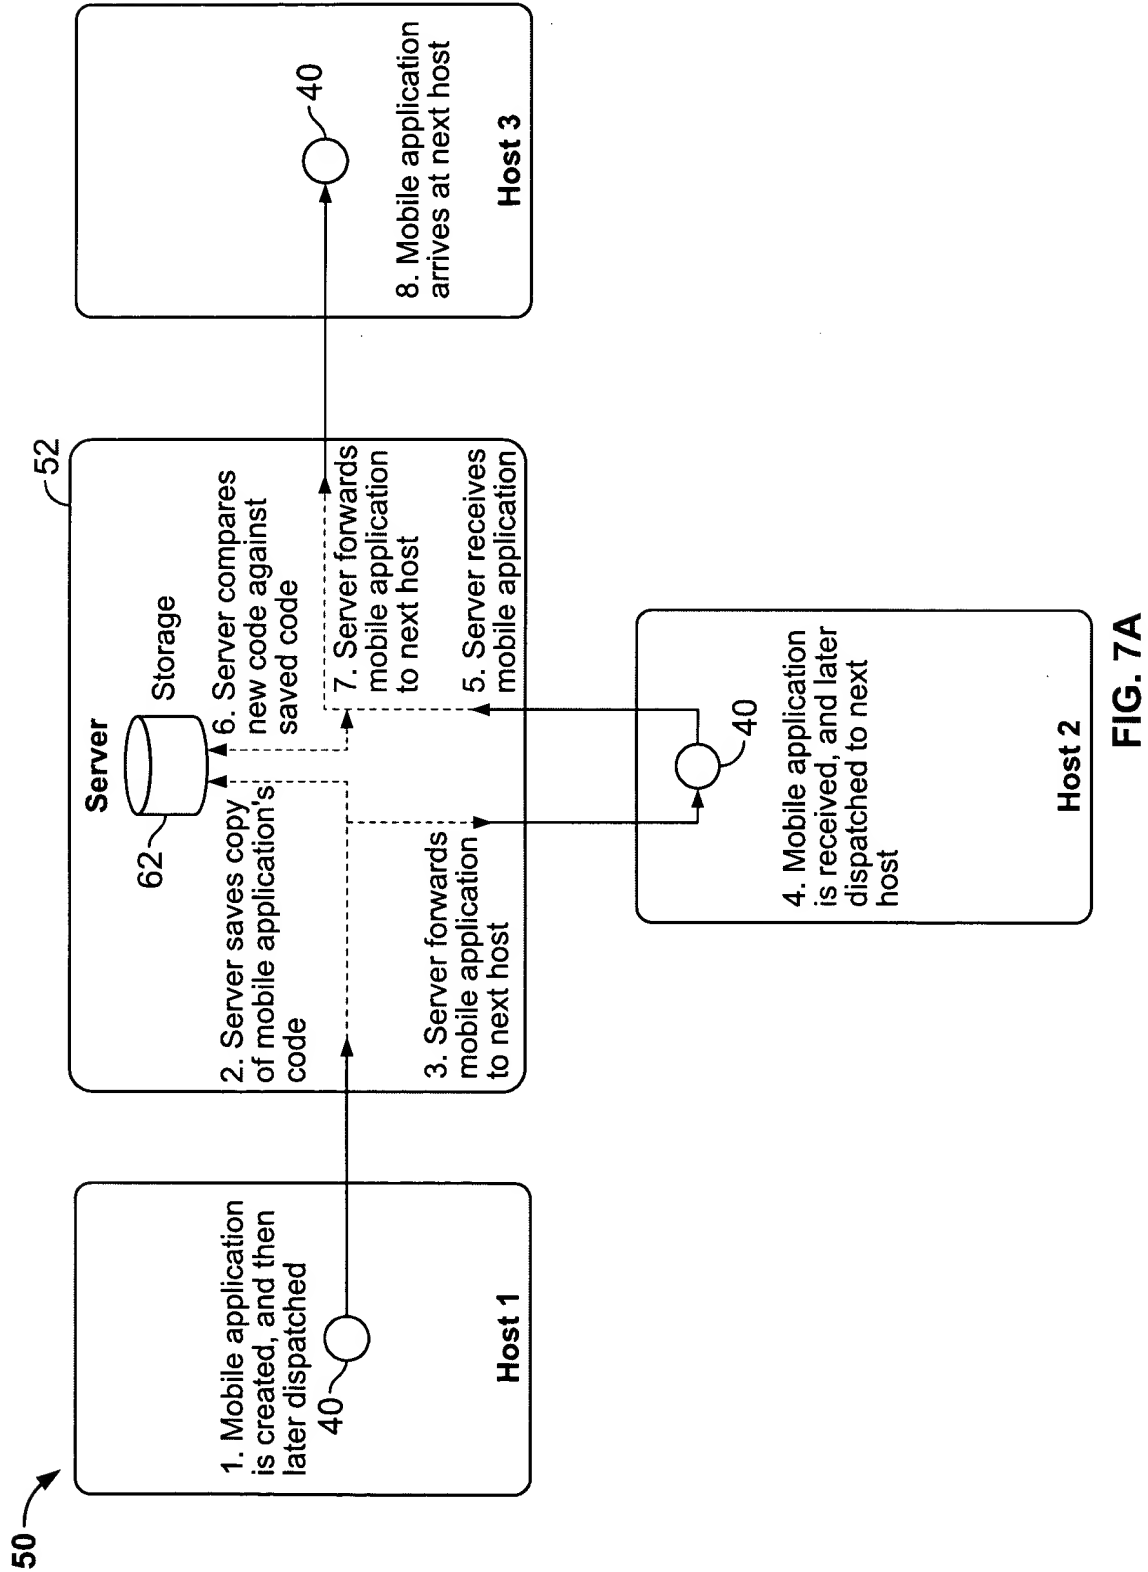 50
52
Server
62
Storage
1. Mobile application
is created, and then
later dispatched
40
Host 1
2. Server saves copy
of mobile application's
code
3. Server forwards
mobile application
to next host
6. Server compares
new code against
saved code
7. Server forwards
mobile application
to next host
5. Server receives
mobile application
40
4. Mobile application
is received, and later
dispatched to next
host
Host 2
40
8. Mobile application
arrives at next host
Host 3
FIG. 7A